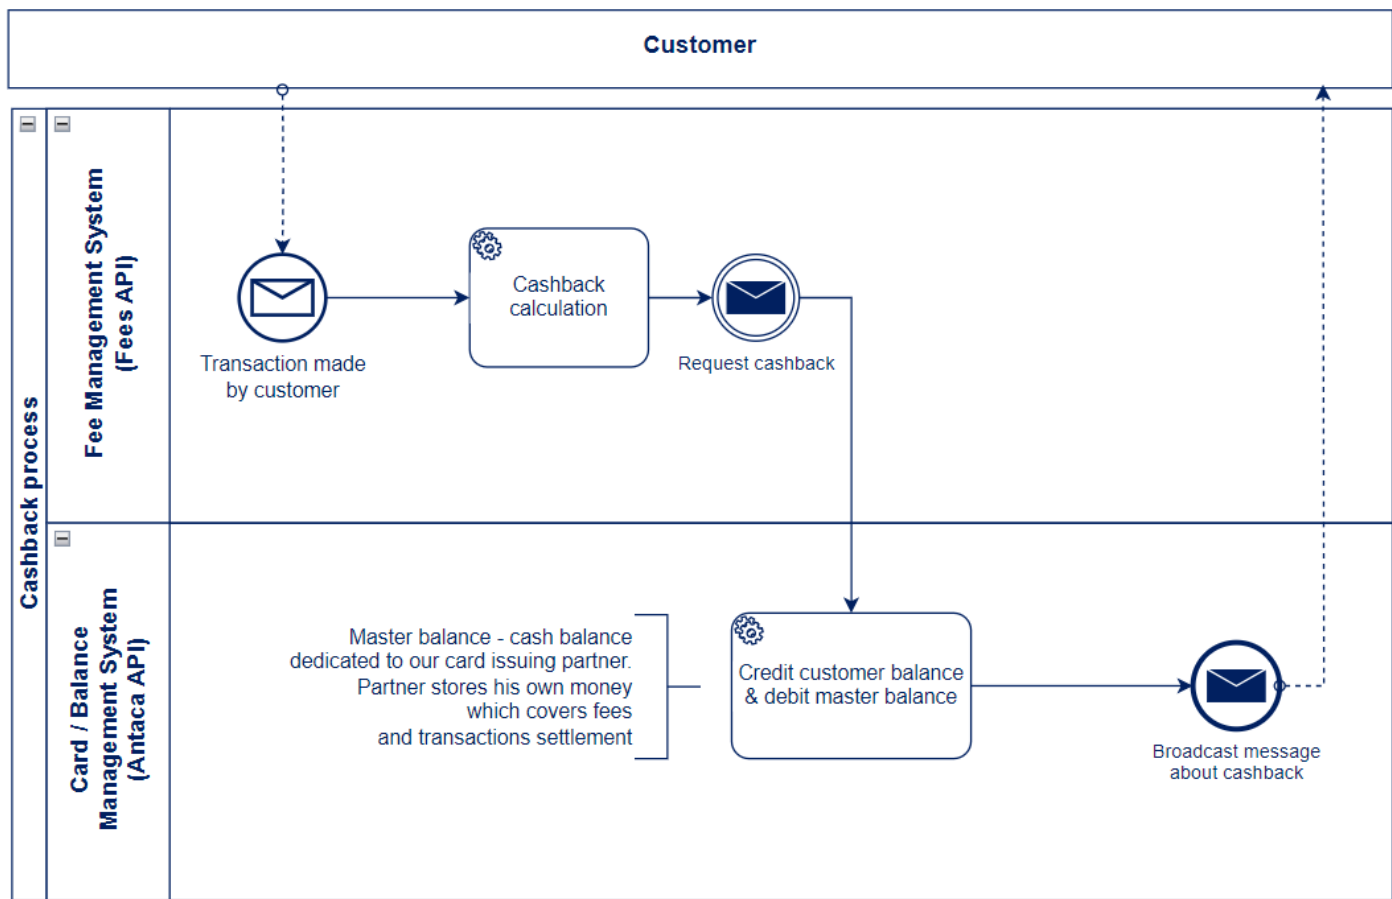 Customer
Cashback process
Fee Management System
(Fees API)
Transaction made
by customer
Cashback
calculation
Request cashback
Card / Balance
Management System
(Antaca API)
Master balance - cash balance
dedicated to our card issuing partner.
Partner stores his own money
which covers fees
and transactions settlement
Credit customer balance
& debit master balance
Broadcast message
about cashback